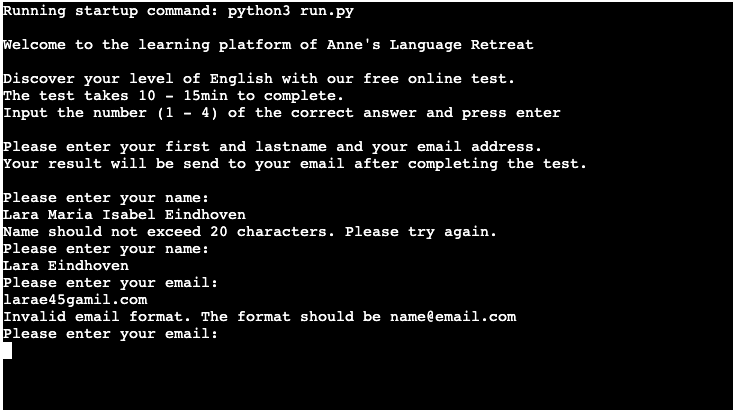 Running startup command: python3 run.py
Welcome to the learning platform of Anne's Language Retreat
Discover your level of English with our free online test.
The test takes 10 - 15min to complete.
Input the number (1 - 4) of the correct answer and press enter
Please enter your first and lastname and your email address.
Your result will be send to your email after completing the test.
Please enter your name:
Lara Maria Isabel Eindhoven
Name should not exceed 20 characters. Please try again.
Please enter your name:
Lara Eindhoven
Please enter your email:
larae45gamil.com
Invalid email format. The format should be name@email.com
Please enter your email: